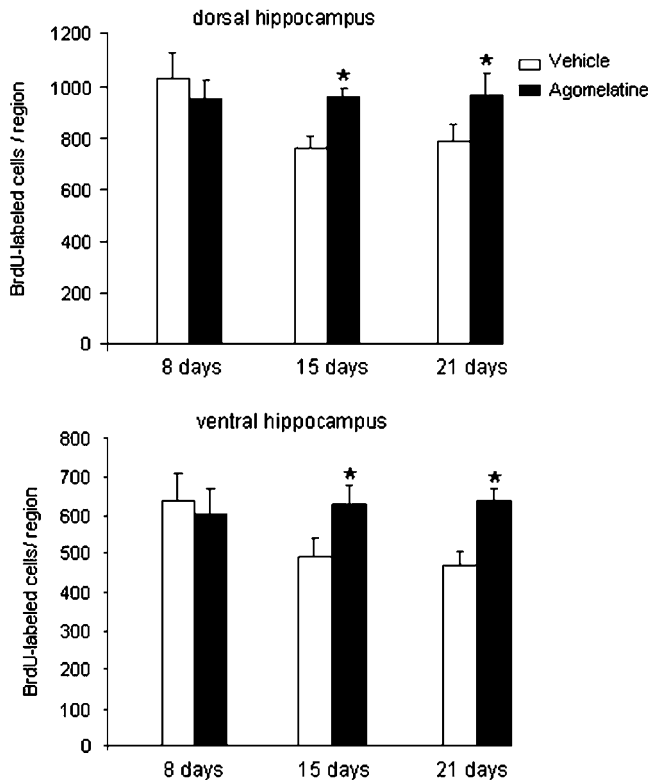 dorsal hippocampus
BrdU-labeled cells / region
1200
1000
800
600
400
200
0
8 days
15 days
21 days
★
★
Vehicle
Agomelatine
ventral hippocampus
BrdU-labeled cells/ region
800
700
600
500
400
300
200
100
0
8 days
15 days
21 days
★
★